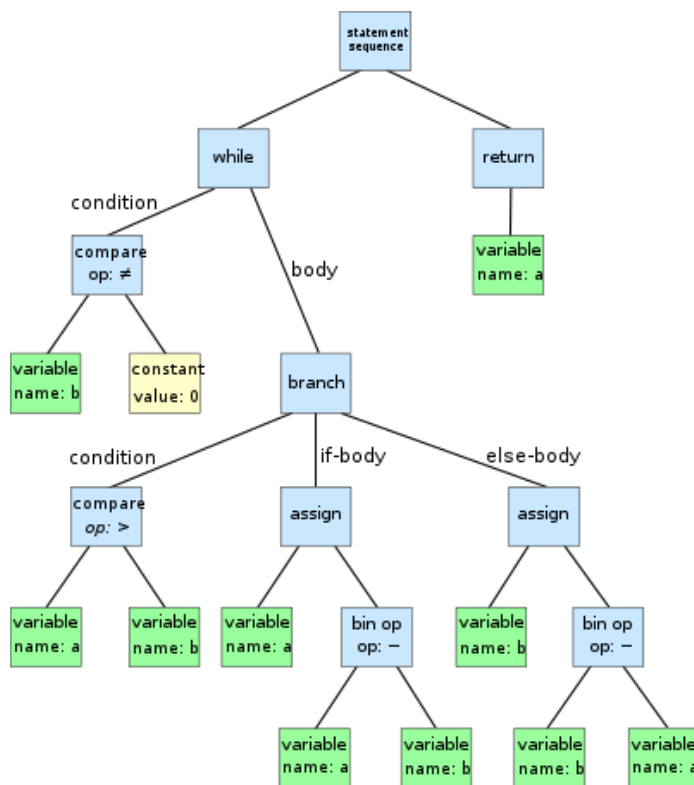 statement
sequence
while
return
condition
body
compare
op: ≠
variable
name: a
variable
name: b
constant
value: 0
branch
condition
if-body
else-body
compare
op: >
assign
assign
variable
name: a
variable
name: b
variable
name: a
bin op
op: −
variable
name: b
bin op
op: −
variable
name: a
variable
name: b
variable
name: b
variable
name: a